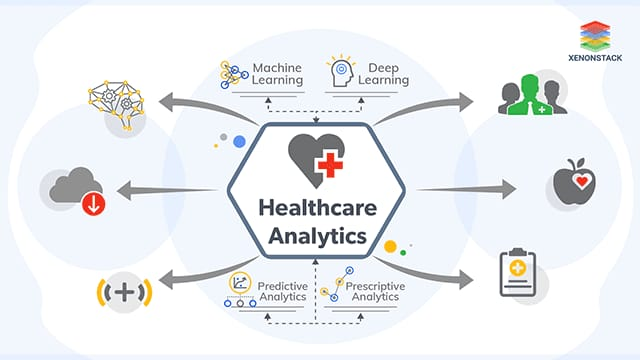 XENONSTACK
Machine
Learning
Deep
Learning
Healthcare
Analytics
Predictive
Analytics
Prescriptive
Analytics